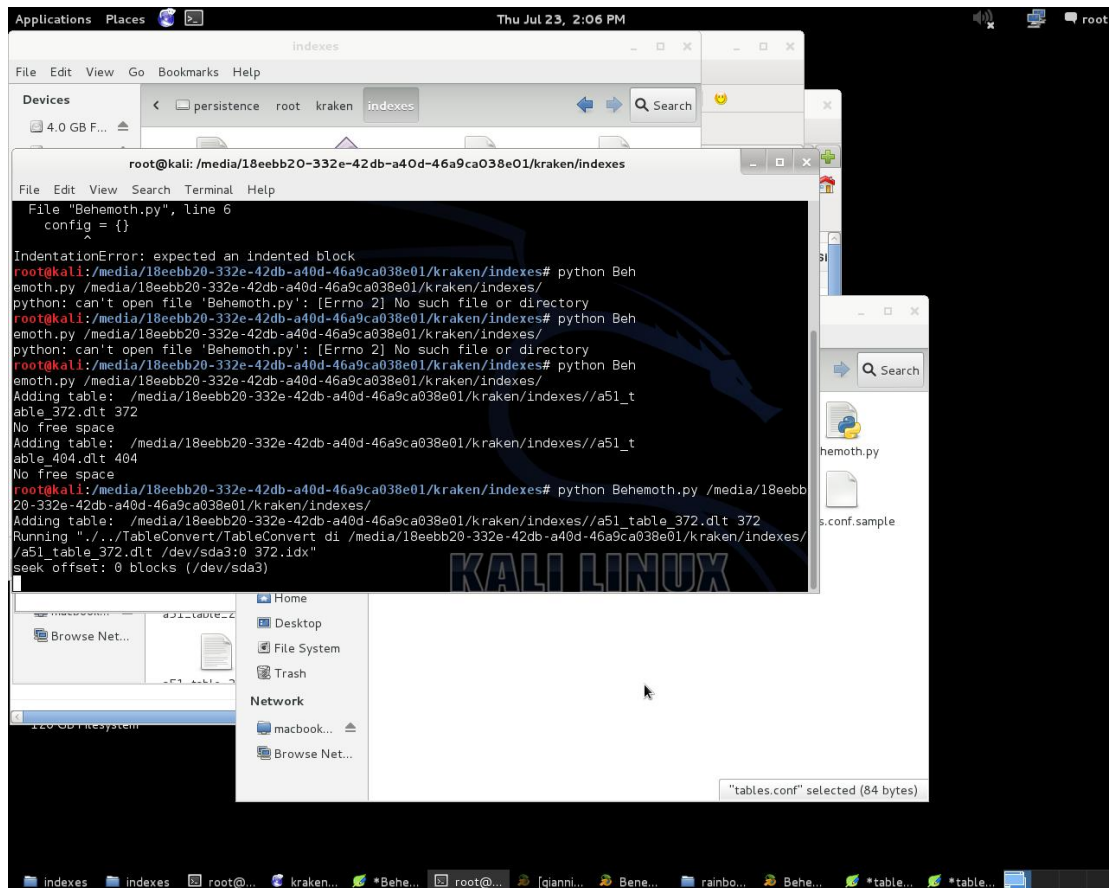 Applications Places
Thu Jul 23, 2:06 PM
root
indexes
File Edit View Go Bookmarks Help
Devices
4.0 GB F...
persistence root kraken indexes
Search
root@kali: /media/18eebb20-332e-42db-a40d-46a9ca038e01/kraken/indexes
File Edit View Search Terminal Help
File "Behemoth.py", line 6
config = {}
^
IndentationError: expected an indented block
root@kali:/media/18eebb20-332e-42db-a40d-46a9ca038e01/kraken/indexes# python Beh
emoth.py /media/18eebb20-332e-42db-a40d-46a9ca038e01/kraken/indexes/
python: can't open file 'Behemoth.py': [Errno 2] No such file or directory
root@kali:/media/18eebb20-332e-42db-a40d-46a9ca038e01/kraken/indexes# python Beh
emoth.py /media/18eebb20-332e-42db-a40d-46a9ca038e01/kraken/indexes/
python: can't open file 'Behemoth.py': [Errno 2] No such file or directory
root@kali:/media/18eebb20-332e-42db-a40d-46a9ca038e01/kraken/indexes# python Beh
emoth.py /media/18eebb20-332e-42db-a40d-46a9ca038e01/kraken/indexes/
Adding table:  /media/18eebb20-332e-42db-a40d-46a9ca038e01/kraken/indexes//a51_t
able_372.dlt 372
No free space
Adding table:  /media/18eebb20-332e-42db-a40d-46a9ca038e01/kraken/indexes//a51_t
able_404.dlt 404
No free space
root@kali:/media/18eebb20-332e-42db-a40d-46a9ca038e01/kraken/indexes# python Behemoth.py /media/18eebb
20-332e-42db-a40d-46a9ca038e01/kraken/indexes/
Adding table:  /media/18eebb20-332e-42db-a40d-46a9ca038e01/kraken/indexes//a51_table_372.dlt 372
Running "./../TableConvert/TableConvert di /media/18eebb20-332e-42db-a40d-46a9ca038e01/kraken/indexes/
/a51_table_372.dlt /dev/sda3:0 372.idx"
seek offset: 0 blocks (/dev/sda3)
KALI LINUX
Search
hemoth.py
s.conf.sample
Browse Net...
120 GB Filesystem
Home
Desktop
File System
Trash
Network
macbook...
Browse Net...
"tables.conf" selected (84 bytes)
indexes
indexes
root@...
kraken...
*Behe...
root@...
[gianni...
Bene...
rainbo...
Behe...
*table...
*table...